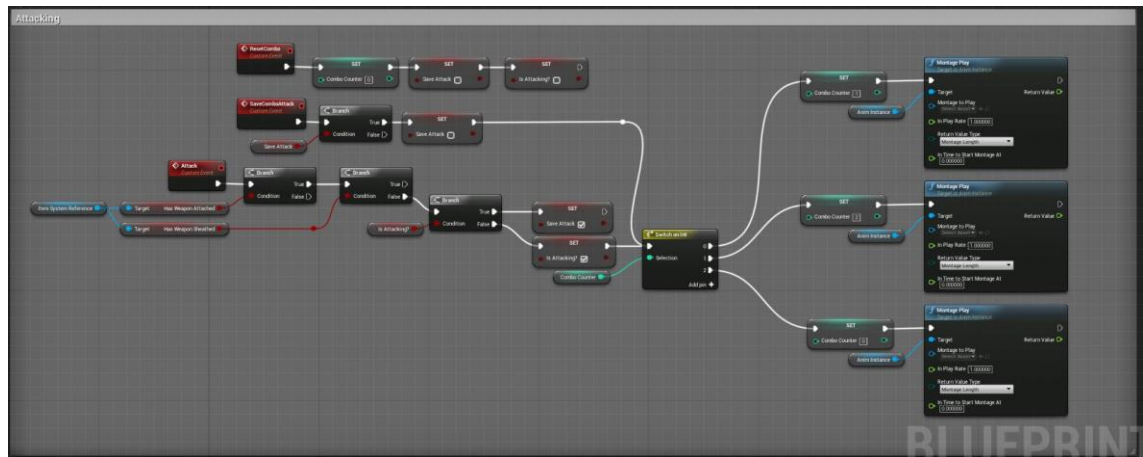 Attacking
ResetCombo
Custom Event
SET
Combo Counter 0
SET
Save Attack
SET
Is Attacking?
SaveComboAttack
Custom Event
Branch
True
Condition False
Save Attack
SET
Save Attack
Attack
Custom Event
Branch
True
Condition False
Branch
True
Condition False
Item System Reference
Target Has Weapon Attached
Target Has Weapon Sheathed
Branch
True
Condition False
Is Attacking?
SET
Save Attack
SET
Is Attacking?
Combo Counter
Switch on Int
0
Selection 1
2
Add pin
SET
Combo Counter 1
Anim Instance
Montage Play
Target is Anim Instance
Target Return Value
Montage to Play
Select Asset
In Play Rate 1.000000
Return Value Type
Montage Length
In Time to Start Montage At
0.000000
SET
Combo Counter 2
Anim Instance
Montage Play
Target is Anim Instance
Target Return Value
Montage to Play
Select Asset
In Play Rate 1.000000
Return Value Type
Montage Length
In Time to Start Montage At
0.000000
SET
Combo Counter 0
Anim Instance
Montage Play
Target is Anim Instance
Target Return Value
Montage to Play
Select Asset
In Play Rate 1.000000
Return Value Type
Montage Length
In Time to Start Montage At
0.000000
BLUEPRINT